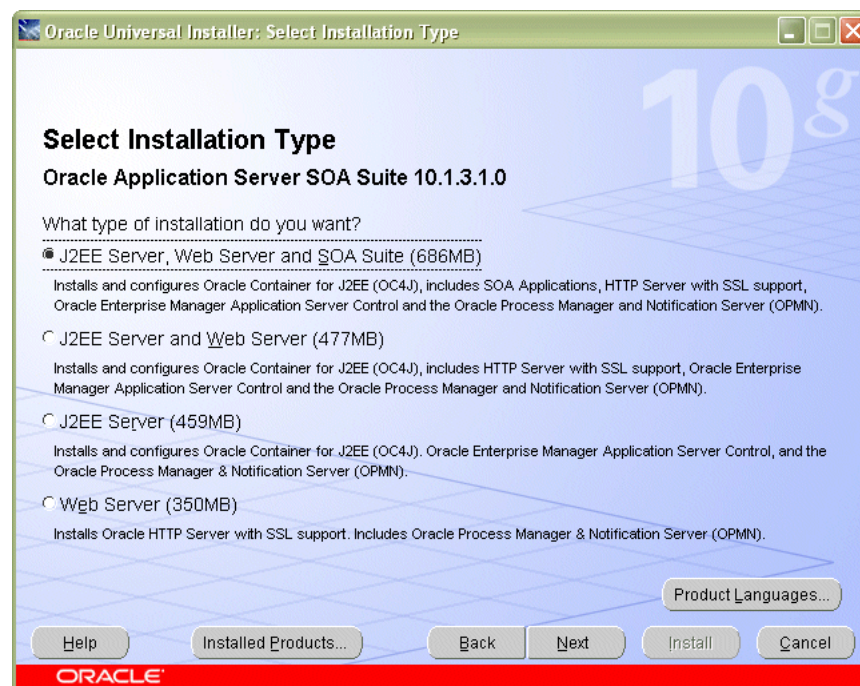 Oracle Universal Installer: Select Installation Type
10g
Select Installation Type
Oracle Application Server SOA Suite 10.1.3.1.0
What type of installation do you want?
J2EE Server, Web Server and SOA Suite (686MB)
Installs and configures Oracle Container for J2EE (OC4J), includes SOA Applications, HTTP Server with SSL support,
Oracle Enterprise Manager Application Server Control and the Oracle Process Manager and Notification Server (OPMN).
J2EE Server and Web Server (477MB)
Installs and configures Oracle Container for J2EE (OC4J), includes HTTP Server with SSL support, Oracle Enterprise
Manager Application Server Control and the Oracle Process Manager and Notification Server (OPMN).
J2EE Server (459MB)
Installs and configures Oracle Container for J2EE (OC4J). Oracle Enterprise Manager Application Server Control, and the
Oracle Process Manager & Notification Server (OPMN).
Web Server (350MB)
Installs Oracle HTTP Server with SSL support. Includes Oracle Process Manager & Notification Server (OPMN).
Product Languages...
Help Installed Products... Back Next Install Cancel
ORACLE